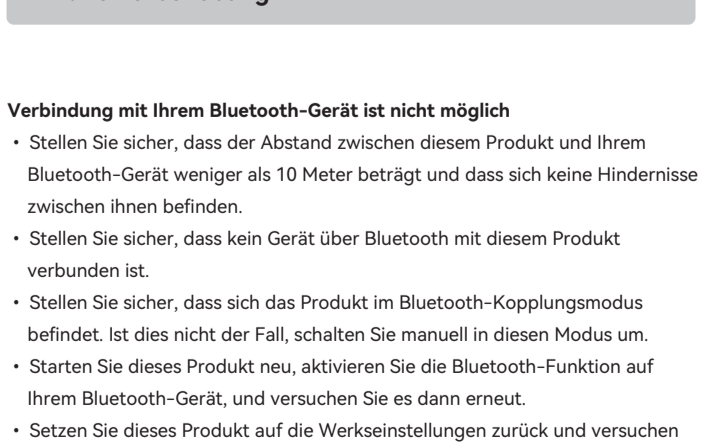 Verbindung mit Ihrem Bluetooth-Gerät ist nicht möglich
• Stellen Sie sicher, dass der Abstand zwischen diesem Produkt und Ihrem
Bluetooth-Gerät weniger als 10 Meter beträgt und dass sich keine Hindernisse
zwischen ihnen befinden.
• Stellen Sie sicher, dass kein Gerät über Bluetooth mit diesem Produkt
verbunden ist.
• Stellen Sie sicher, dass sich das Produkt im Bluetooth-Kopplungsmodus
befindet. Ist dies nicht der Fall, schalten Sie manuell in diesen Modus um.
• Starten Sie dieses Produkt neu, aktivieren Sie die Bluetooth-Funktion auf
Ihrem Bluetooth-Gerät, und versuchen Sie es dann erneut.
• Setzen Sie dieses Produkt auf die Werkseinstellungen zurück und versuchen